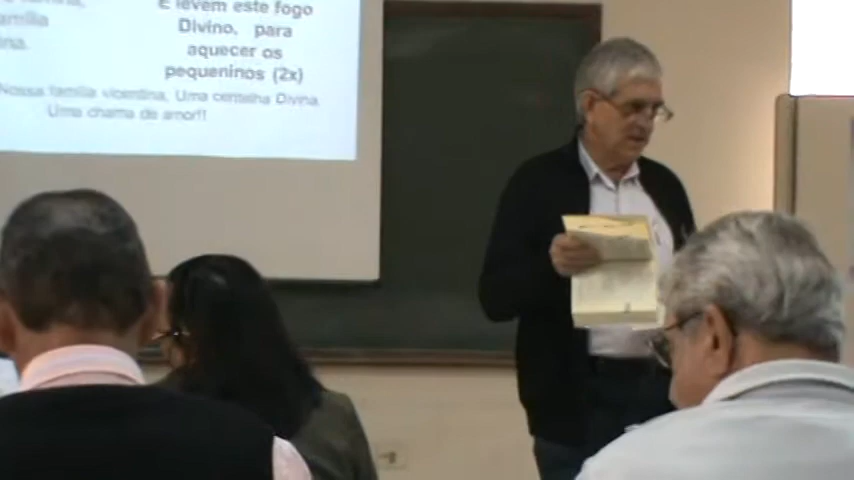 família
E levem este fogo
Divino, para
aquecer os
pequeninos (2x)
Nossa família vicentina, Uma centelha Divina.
Uma chama de amor!!